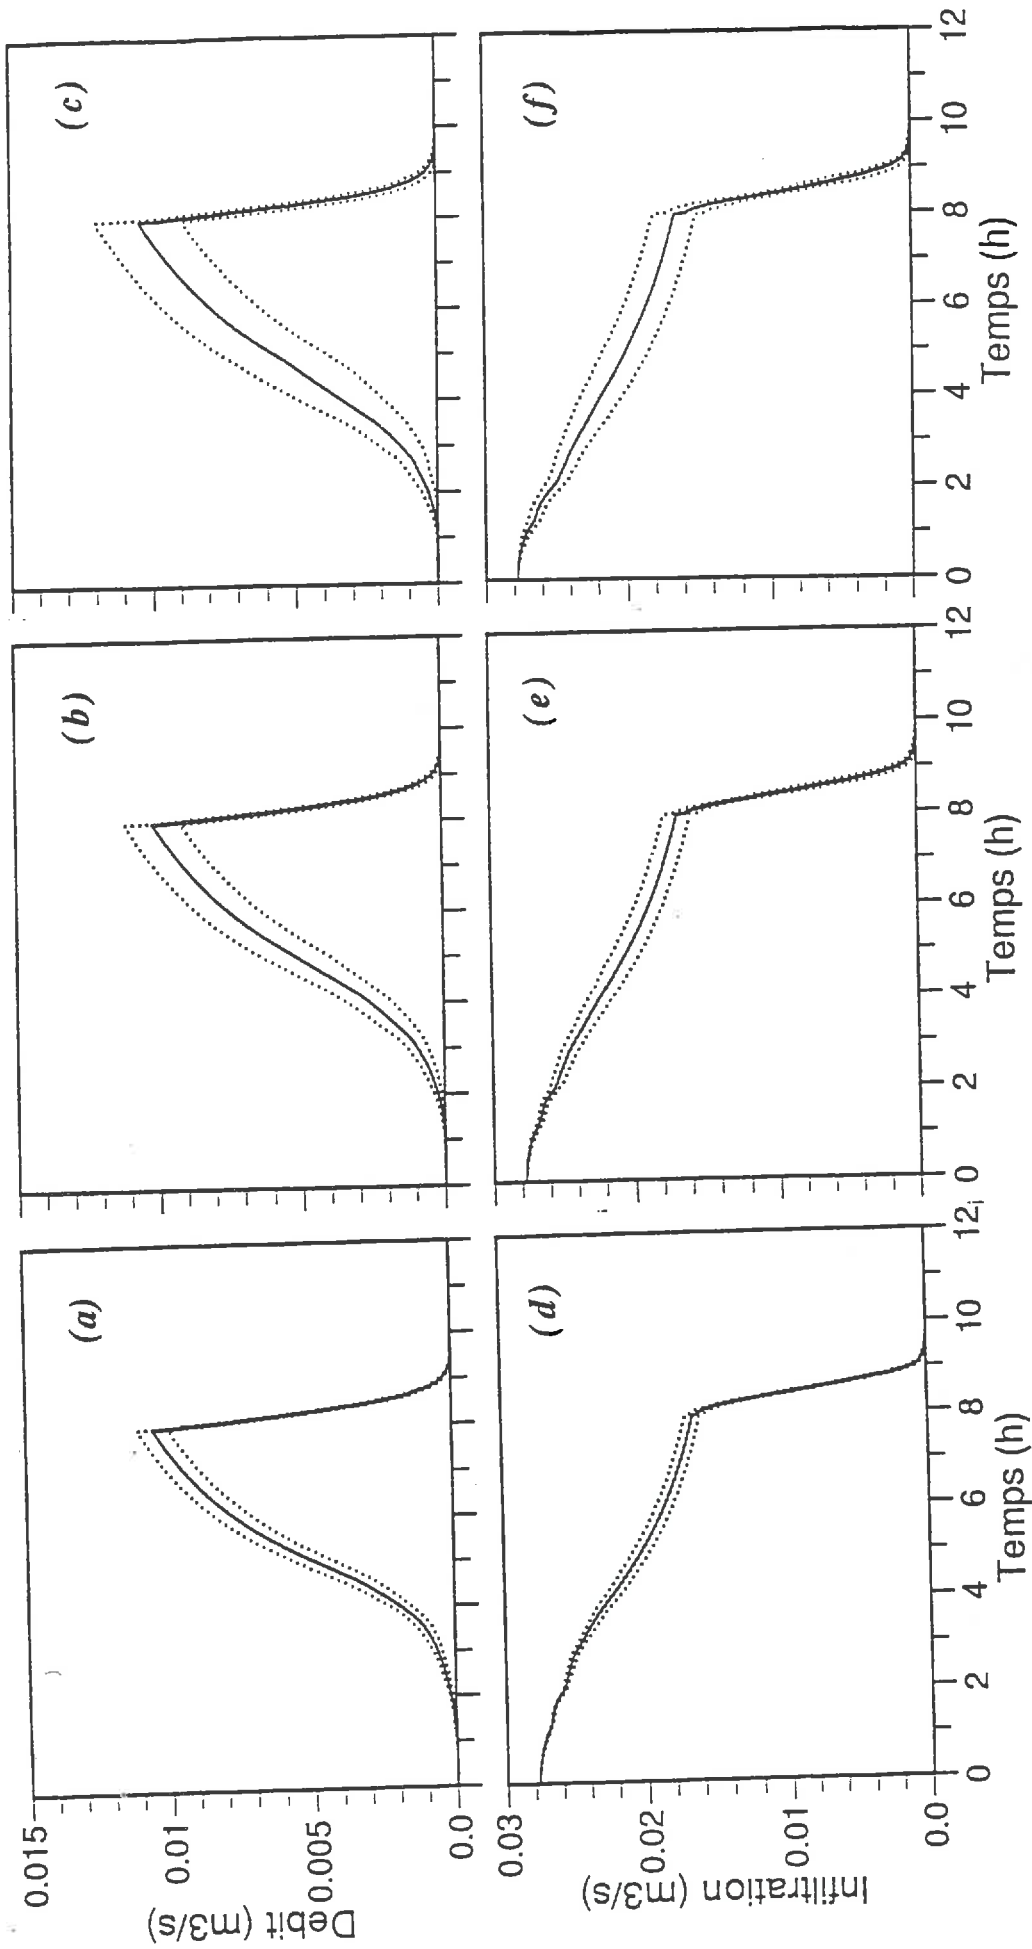 (a)
(b)
(c)
0.015
0.01
0.005
0.0
Debit (m3/s)
(d)
(e)
(f)
0.03
0.02
0.01
0.0
Infiltration (m3/s)
0 2 4 6 8 10 12
0 2 4 6 8 10 12
0 2 4 6 8 10 12
Temps (h)
Temps (h)
Temps (h)